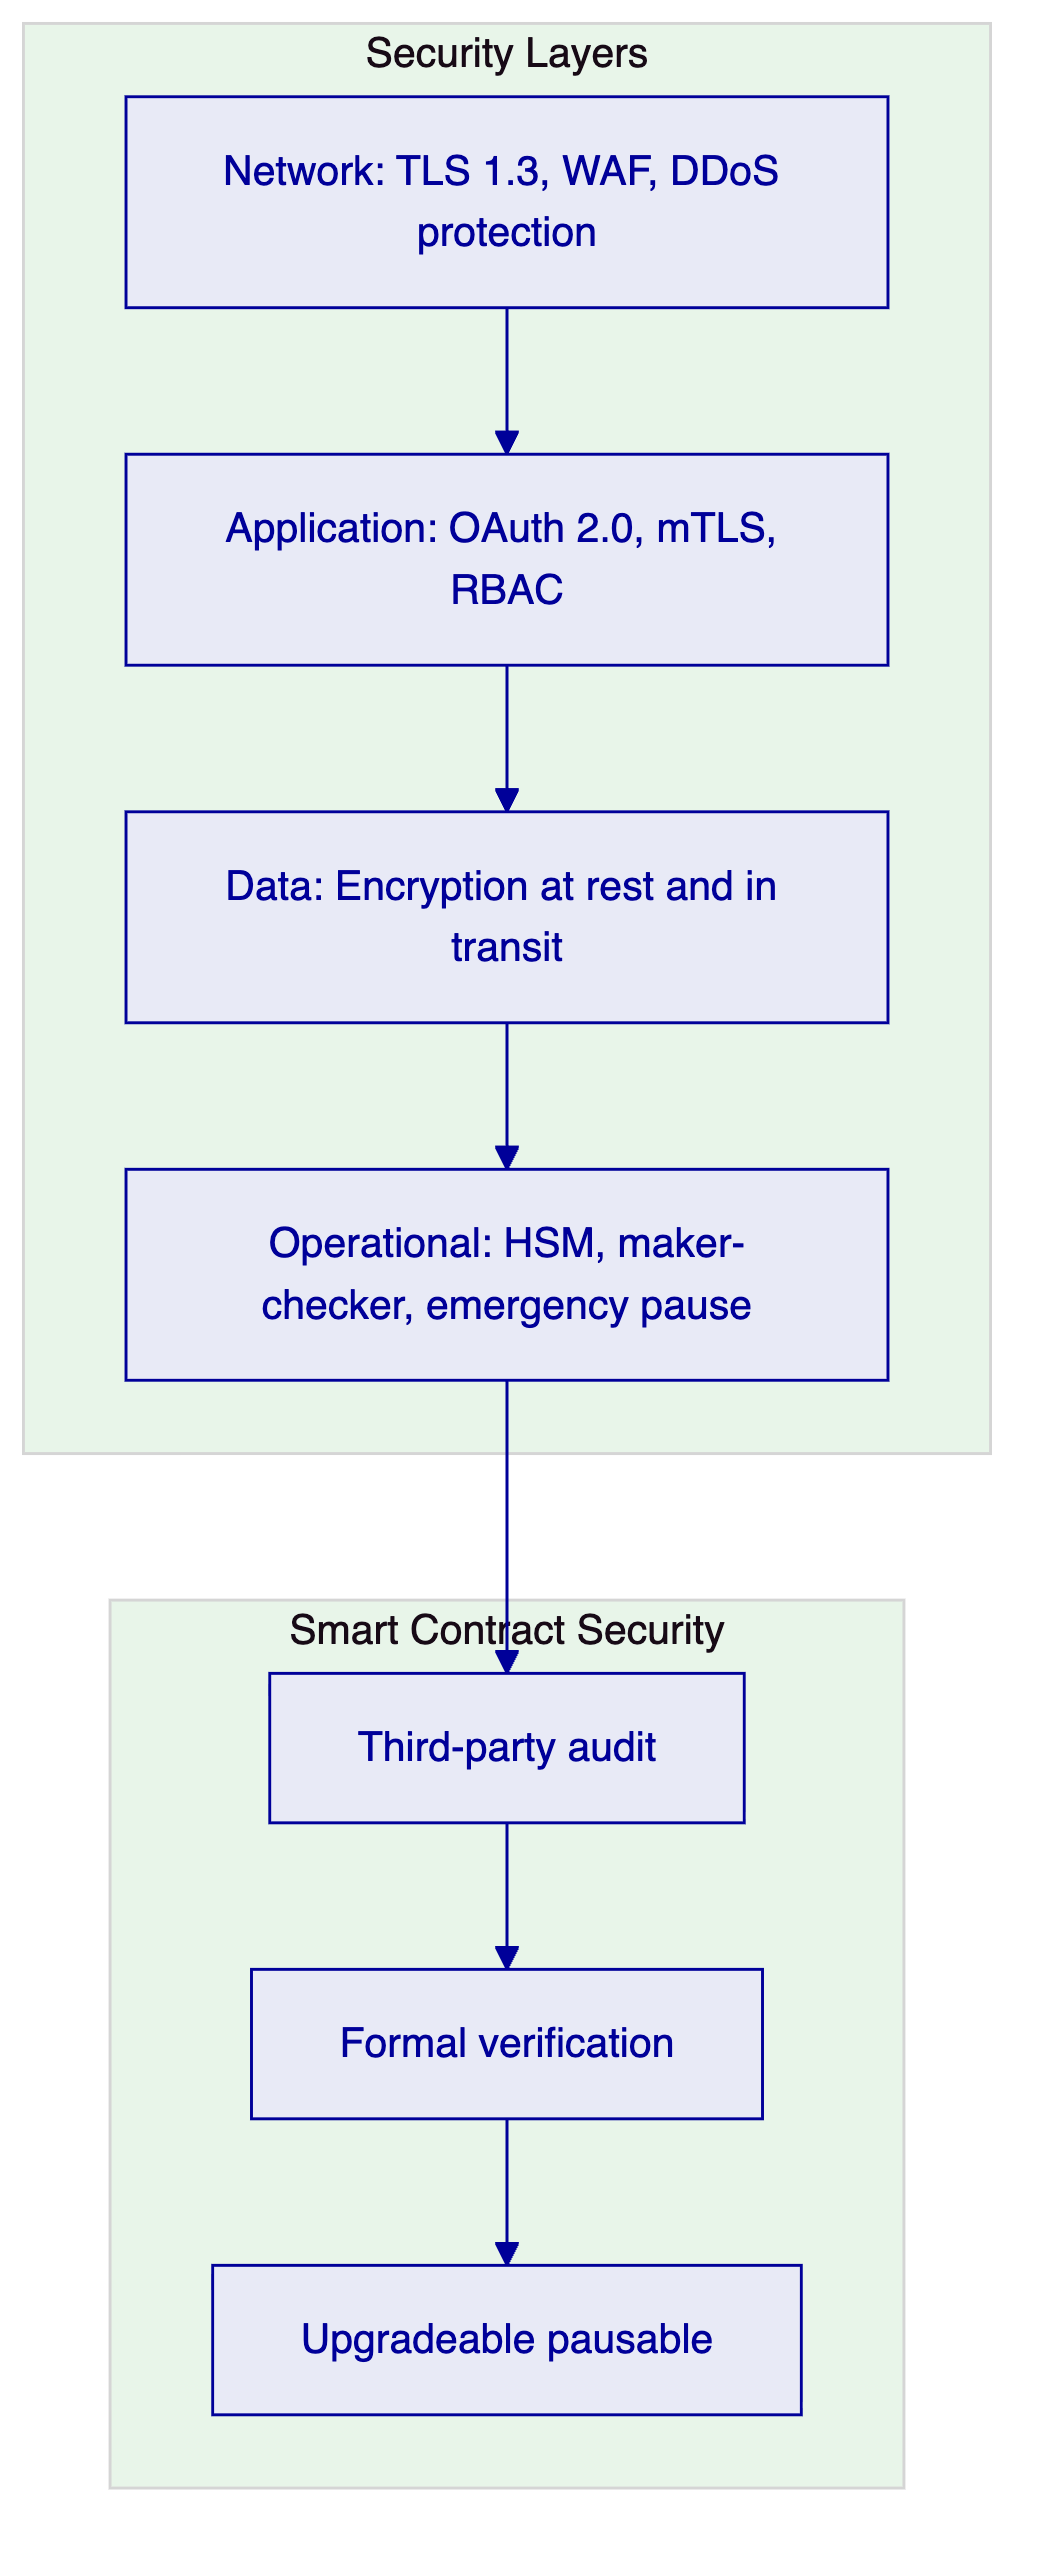 Security Layers
Network: TLS 1.3, WAF, DDoS
protection
Application: OAuth 2.0, mTLS,
RBAC
Data: Encryption at rest and in
transit
Operational: HSM, maker-
checker, emergency pause
Smart Contract Security
Third-party audit
Formal verification
Upgradeable pausable